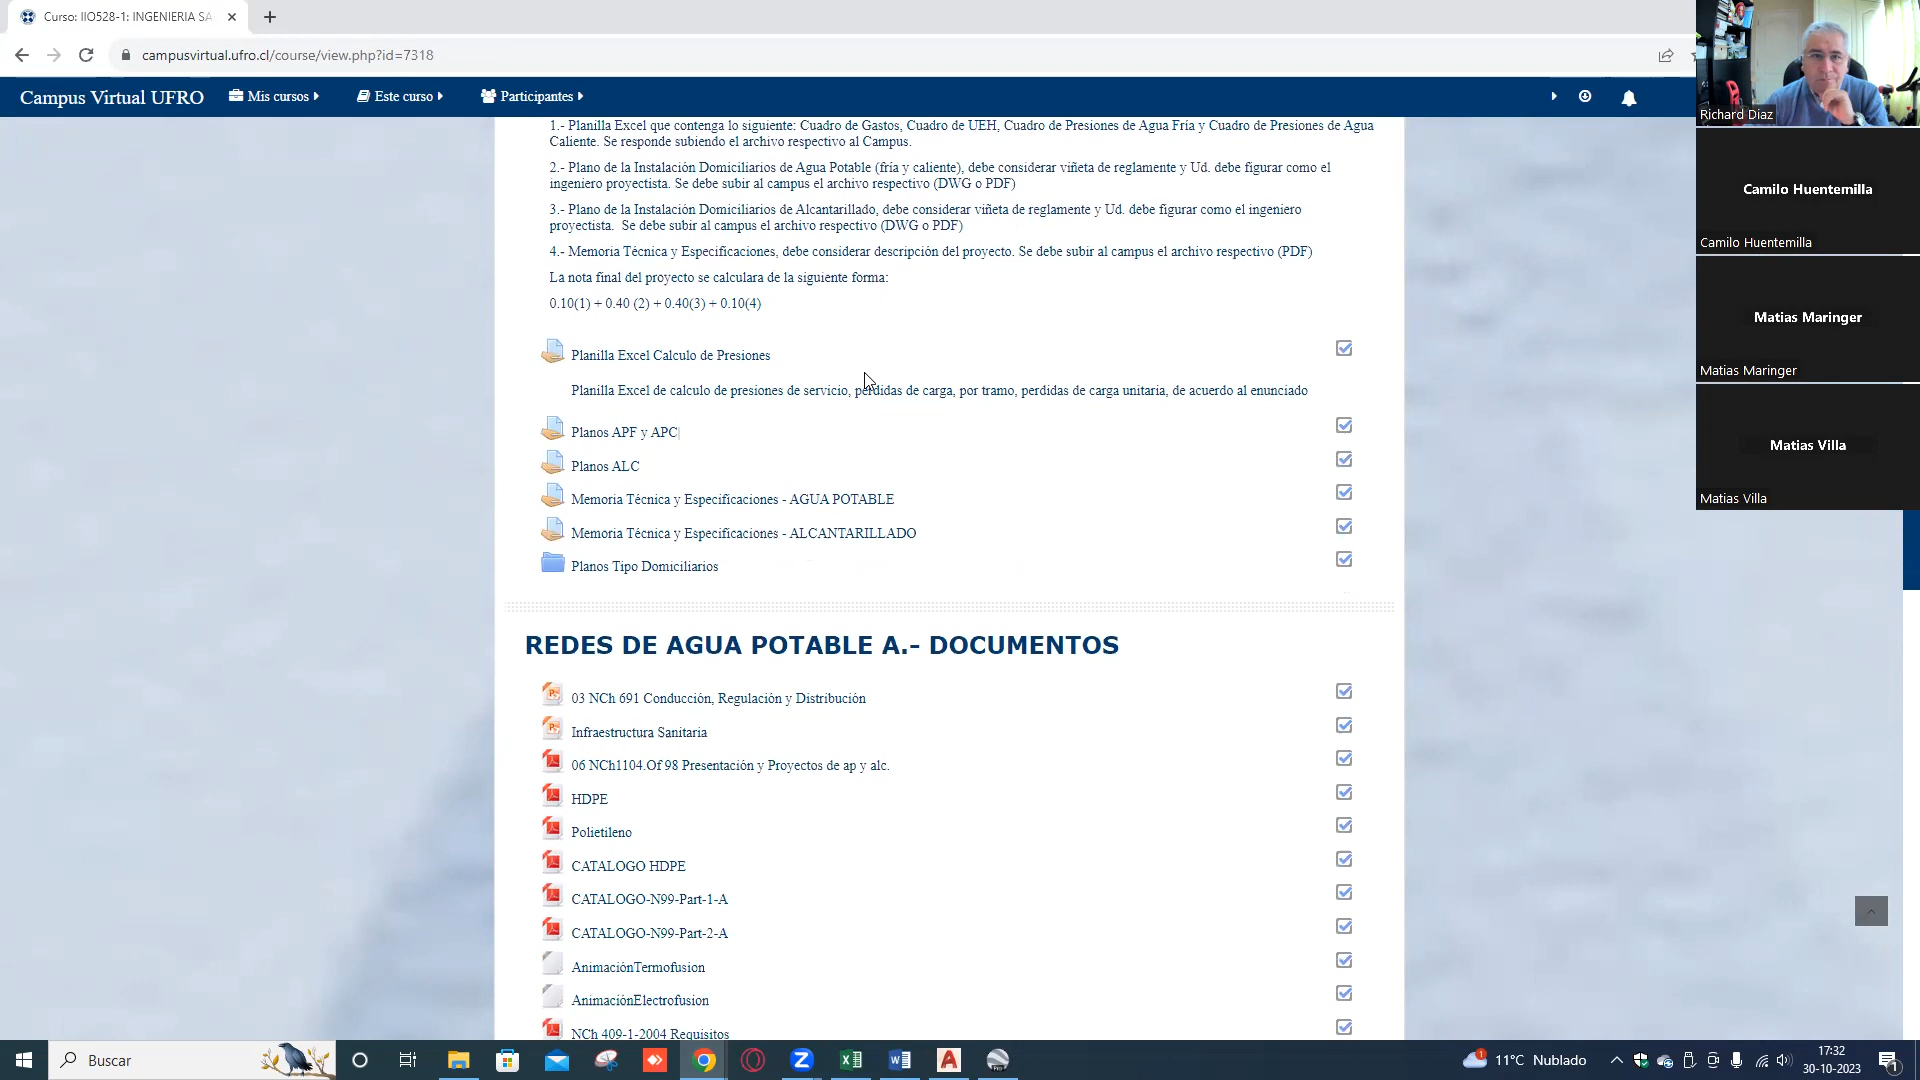 Curso: IIO528-1: INGENIERIA SA
campusvirtual.ufro.cl/course/view.php?id=7318
Campus Virtual UFRO
Mis cursos
Este curso
Participantes
1.- Planilla Excel que contenga lo siguiente: Cuadro de Gastos, Cuadro de UEH, Cuadro de Presiones de Agua Fría y Cuadro de Presiones de Agua
Caliente. Se responde subiendo el archivo respectivo al Campus.
2.- Plano de la Instalación Domiciliarios de Agua Potable (fría y caliente), debe considerar viñeta de reglamente y Ud. debe figurar como el
ingeniero proyectista. Se debe subir al campus el archivo respectivo (DWG o PDF)
3.- Plano de la Instalación Domiciliarios de Alcantarillado, debe considerar viñeta de reglamente y Ud. debe figurar como el ingeniero
proyectista. Se debe subir al campus el archivo respectivo (DWG o PDF)
4.- Memoria Técnica y Especificaciones, debe considerar descripción del proyecto. Se debe subir al campus el archivo respectivo (PDF)
La nota final del proyecto se calculara de la siguiente forma:
0.10(1) + 0.40 (2) + 0.40(3) + 0.10(4)
Planilla Excel Calculo de Presiones
Planilla Excel de calculo de presiones de servicio, perdidas de carga, por tramo, perdidas de carga unitaria, de acuerdo al enunciado
Planos APF y APC
Planos ALC
Memoria Técnica y Especificaciones - AGUA POTABLE
Memoria Técnica y Especificaciones - ALCANTARILLADO
Planos Tipo Domiciliarios
REDES DE AGUA POTABLE A.- DOCUMENTOS
03 NCh 691 Conducción, Regulación y Distribución
Infraestructura Sanitaria
06 NCh1104.Of 98 Presentación y Proyectos de ap y alc.
HDPE
Polietileno
CATALOGO HDPE
CATALOGO-N99-Part-1-A
CATALOGO-N99-Part-2-A
AnimaciónTermofusion
AnimaciónElectrofusion
NCh 409-1-2004 Requisitos
Richard Diaz
Camilo Huentemilla
Camilo Huentemilla
Matias Maringer
Matias Maringer
Matias Villa
Matias Villa
Buscar
11°C Nublado
17:32
30-10-2023